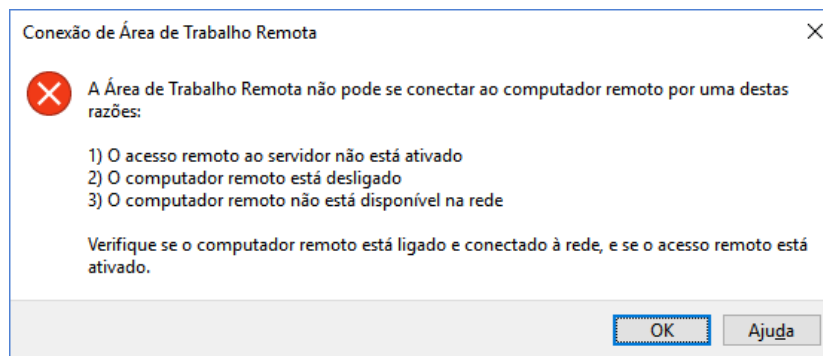 Conexão de Área de Trabalho Remota
A Área de Trabalho Remota não pode se conectar ao computador remoto por uma destas
razões:
1) O acesso remoto ao servidor não está ativado
2) O computador remoto está desligado
3) O computador remoto não está disponível na rede
Verifique se o computador remoto está ligado e conectado à rede, e se o acesso remoto está
ativado.
OK Ajuda